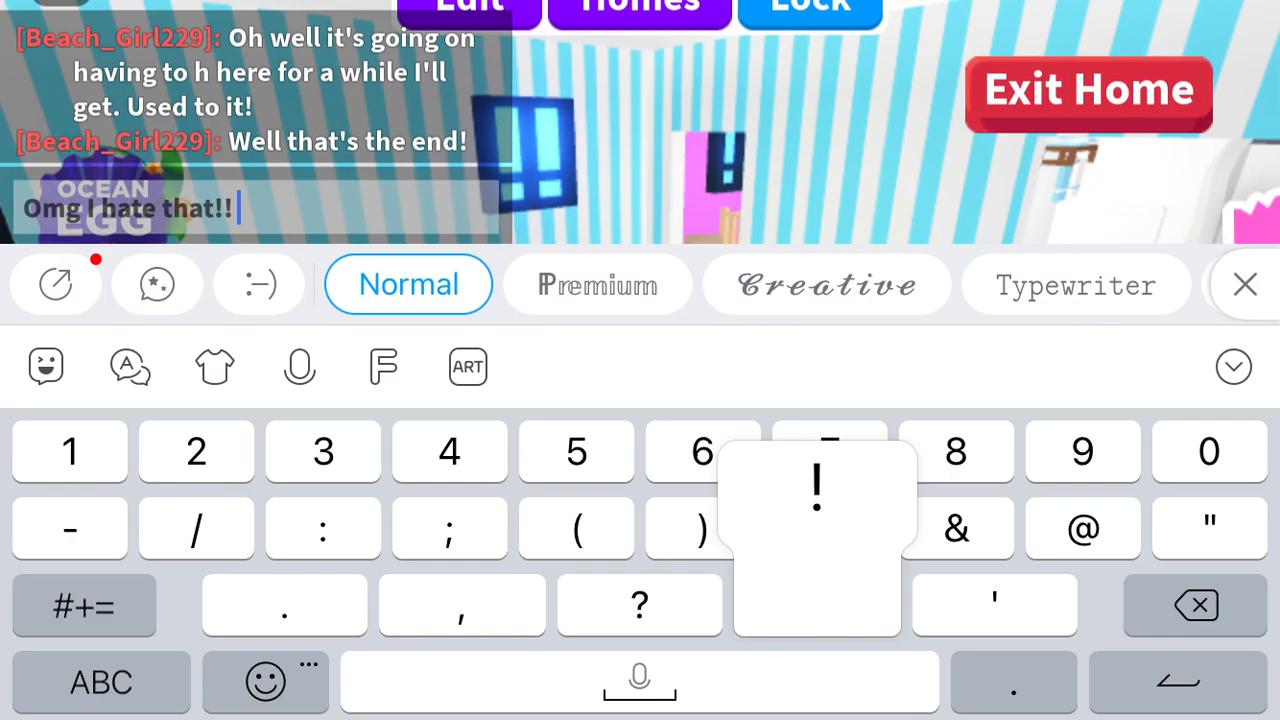 Edit Homes Lock
[Beach_Girl229]: Oh well it's going on
having to h here for a while I'll
get. Used to it!
[Beach_Girl229]: Well that's the end!
Exit Home
OCEAN
EGG
Omg I hate that!!
:-) Normal Premium Creative Typewriter
A F ART
1 2 3 4 5 6 7 8 9 0
- / : ; ( ) & @ "
#+= . , ? ! '
ABC .